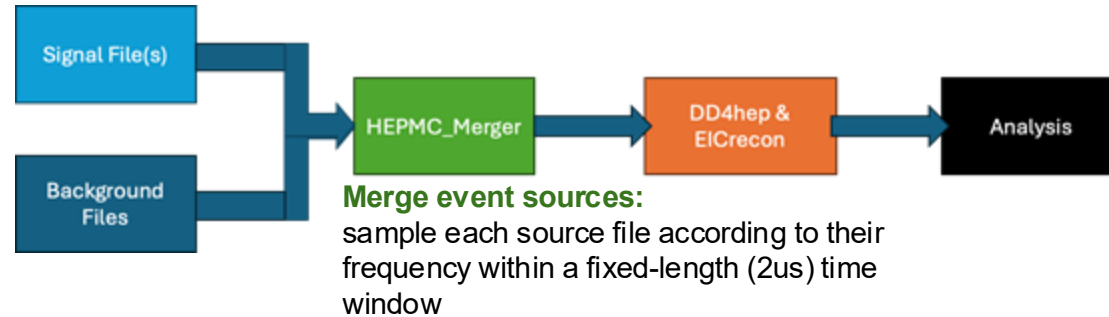 Signal File(s)
Background
Files
HEPMC_Merger
DD4hep &
EICrecon
Analysis
Merge event sources:
sample each source file according to their
frequency within a fixed-length (2us) time
window